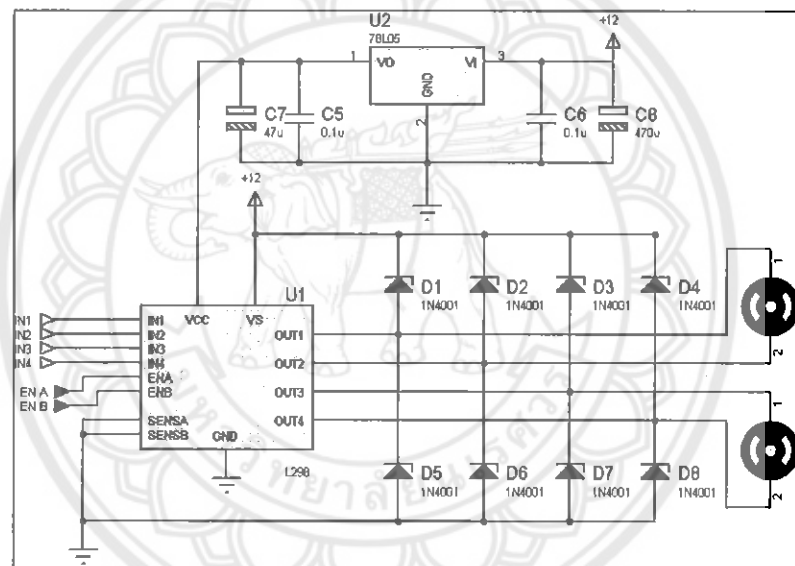 U2
78L05
+12
1
VO
VI
3
GND
2
C7
47u
C5
0.1u
C6
0.1u
C8
470u
+12
U1
D1
1N4001
D2
1N4001
D3
1N4001
D4
1N4001
1
2
IN1
IN2
IN3
IN4
EN A
EN B
IN1
IN2
IN3
IN4
ENA
ENB
SENSA
SENSB
VCC
VS
GND
OUT1
OUT2
OUT3
OUT4
L298
D5
1N4001
D6
1N4001
D7
1N4001
D8
1N4001
1
2